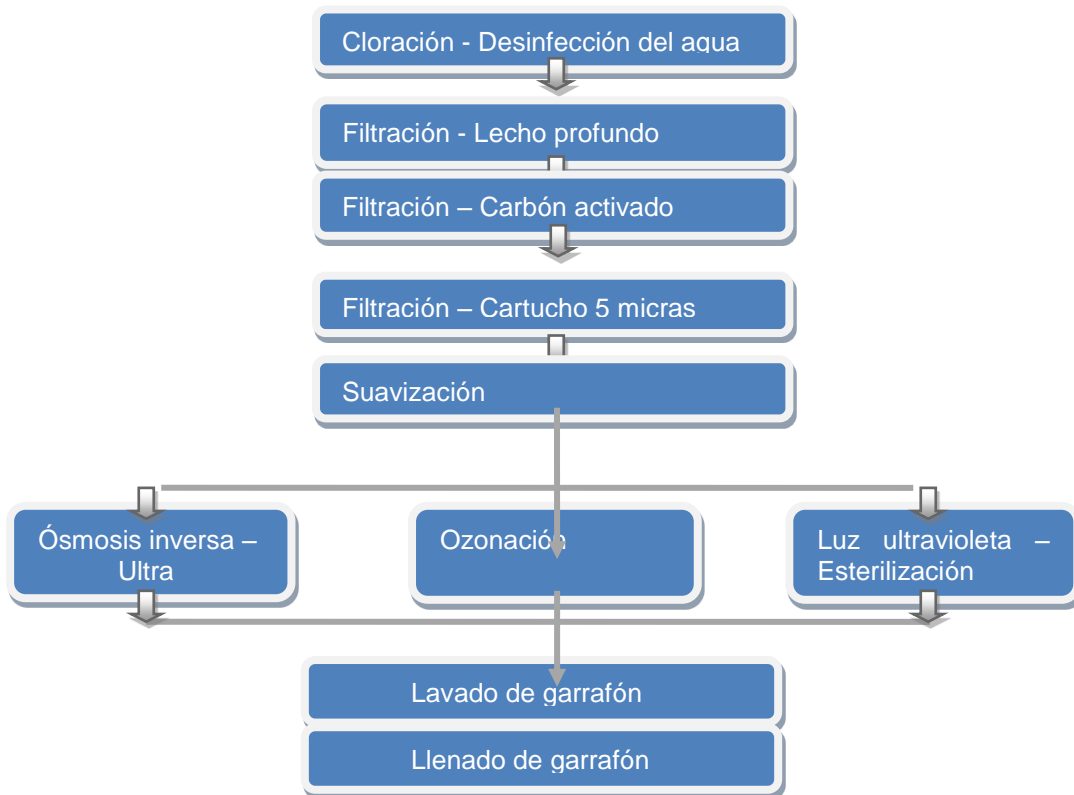 Cloración - Desinfección del agua
Filtración - Lecho profundo
Filtración – Carbón activado
Filtración – Cartucho 5 micras
Suavización
Ósmosis inversa –
Ultra
Ozonación
Luz ultravioleta –
Esterilización
Lavado de garrafón
Llenado de garrafón